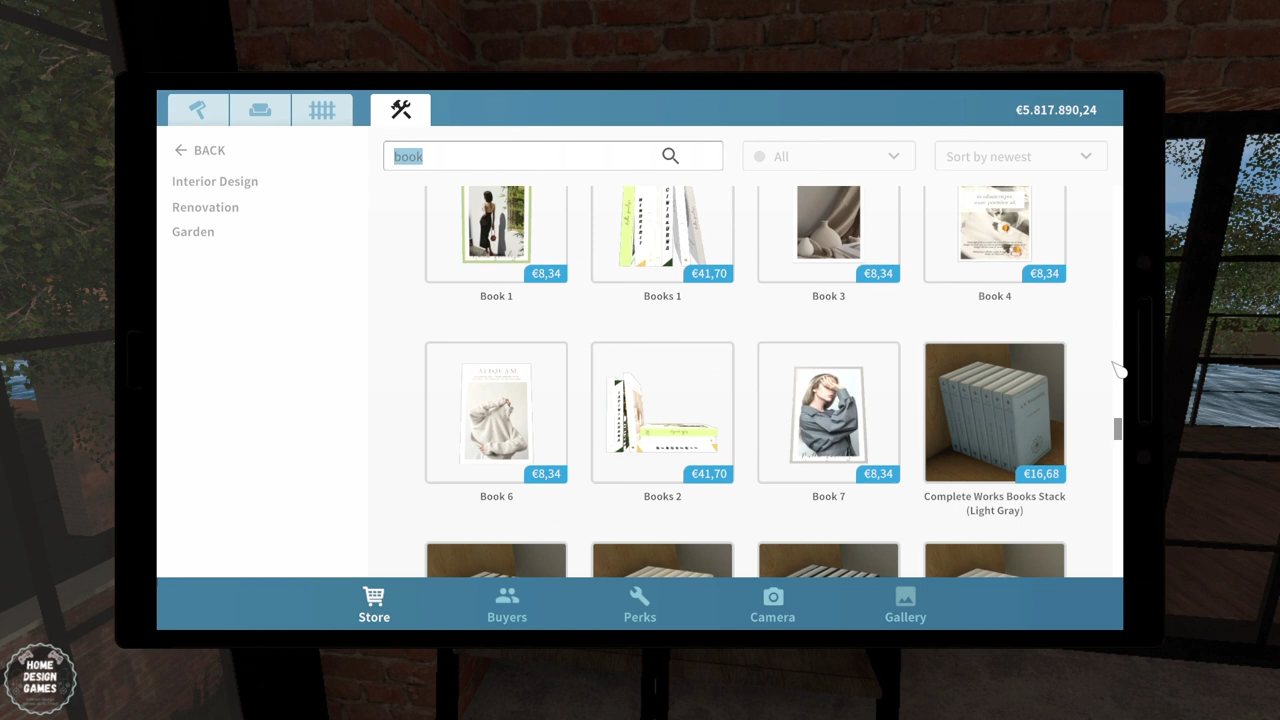 €5.817.890,24
BACK
Interior Design
Renovation
Garden
book
All
Sort by newest
€8,34
€41,70
€8,34
€8,34
Book 1
Books 1
Book 3
Book 4
ALIQUAM
€8,34
€41,70
€8,34
€16,68
Book 6
Books 2
Book 7
Complete Works Books Stack
(Light Gray)
Store
Buyers
Perks
Camera
Gallery
HOME
DESIGN
GAMES